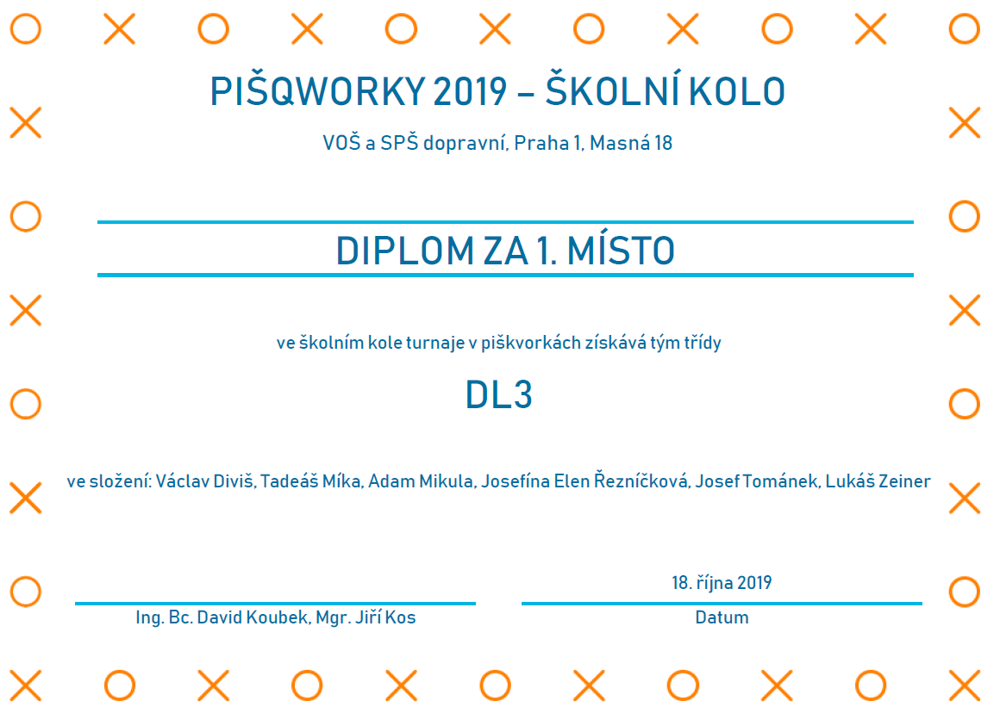 PIŠQWORKY 2019 – ŠKOLNÍ KOLO
VOŠ a SPŠ dopravní, Praha 1, Masná 18
DIPLOM ZA 1. MÍSTO
ve školním kole turnaje v piškvorkách získává tým třídy
DL3
ve složení: Václav Diviš, Tadeáš Míka, Adam Mikula, Josefína Elen Řezníčková, Josef Tománek, Lukáš Zeiner
18. října 2019
Ing. Bc. David Koubek, Mgr. Jiří Kos
Datum